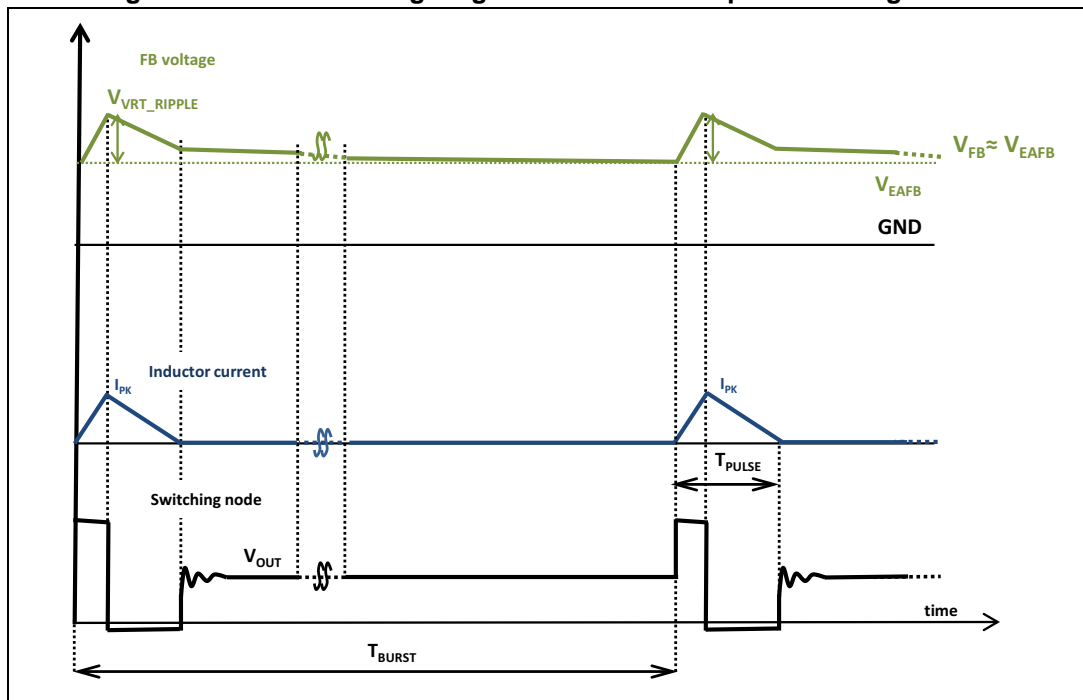 FB voltage
VVRT_RIPPLE
VFB≈ VEAFB
VEAFB
GND
Inductor current
IPK
IPK
TPULSE
Switching node
VOUT
time
TBURST